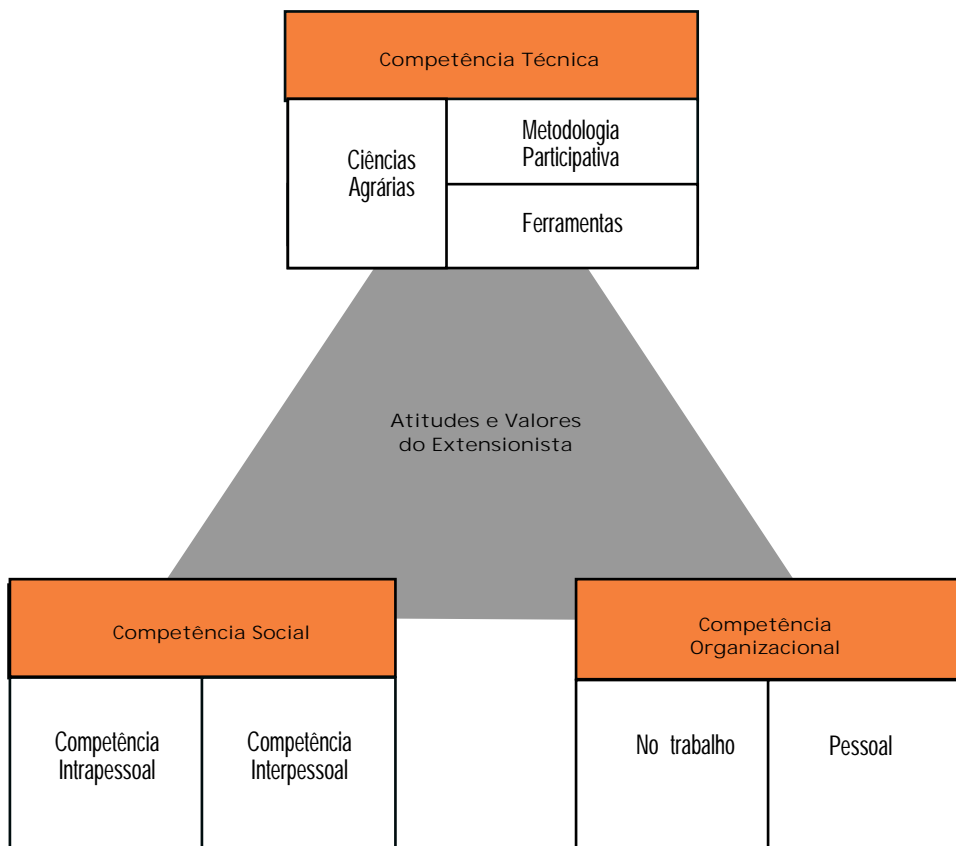 Competência Técnica
Ciências
Agrárias
Metodologia
Participativa
Ferramentas
Atitudes e Valores
do Extensionista
Competência Social
Competência
Intrapessoal
Competência
Interpessoal
Competência
Organizacional
No trabalho
Pessoal